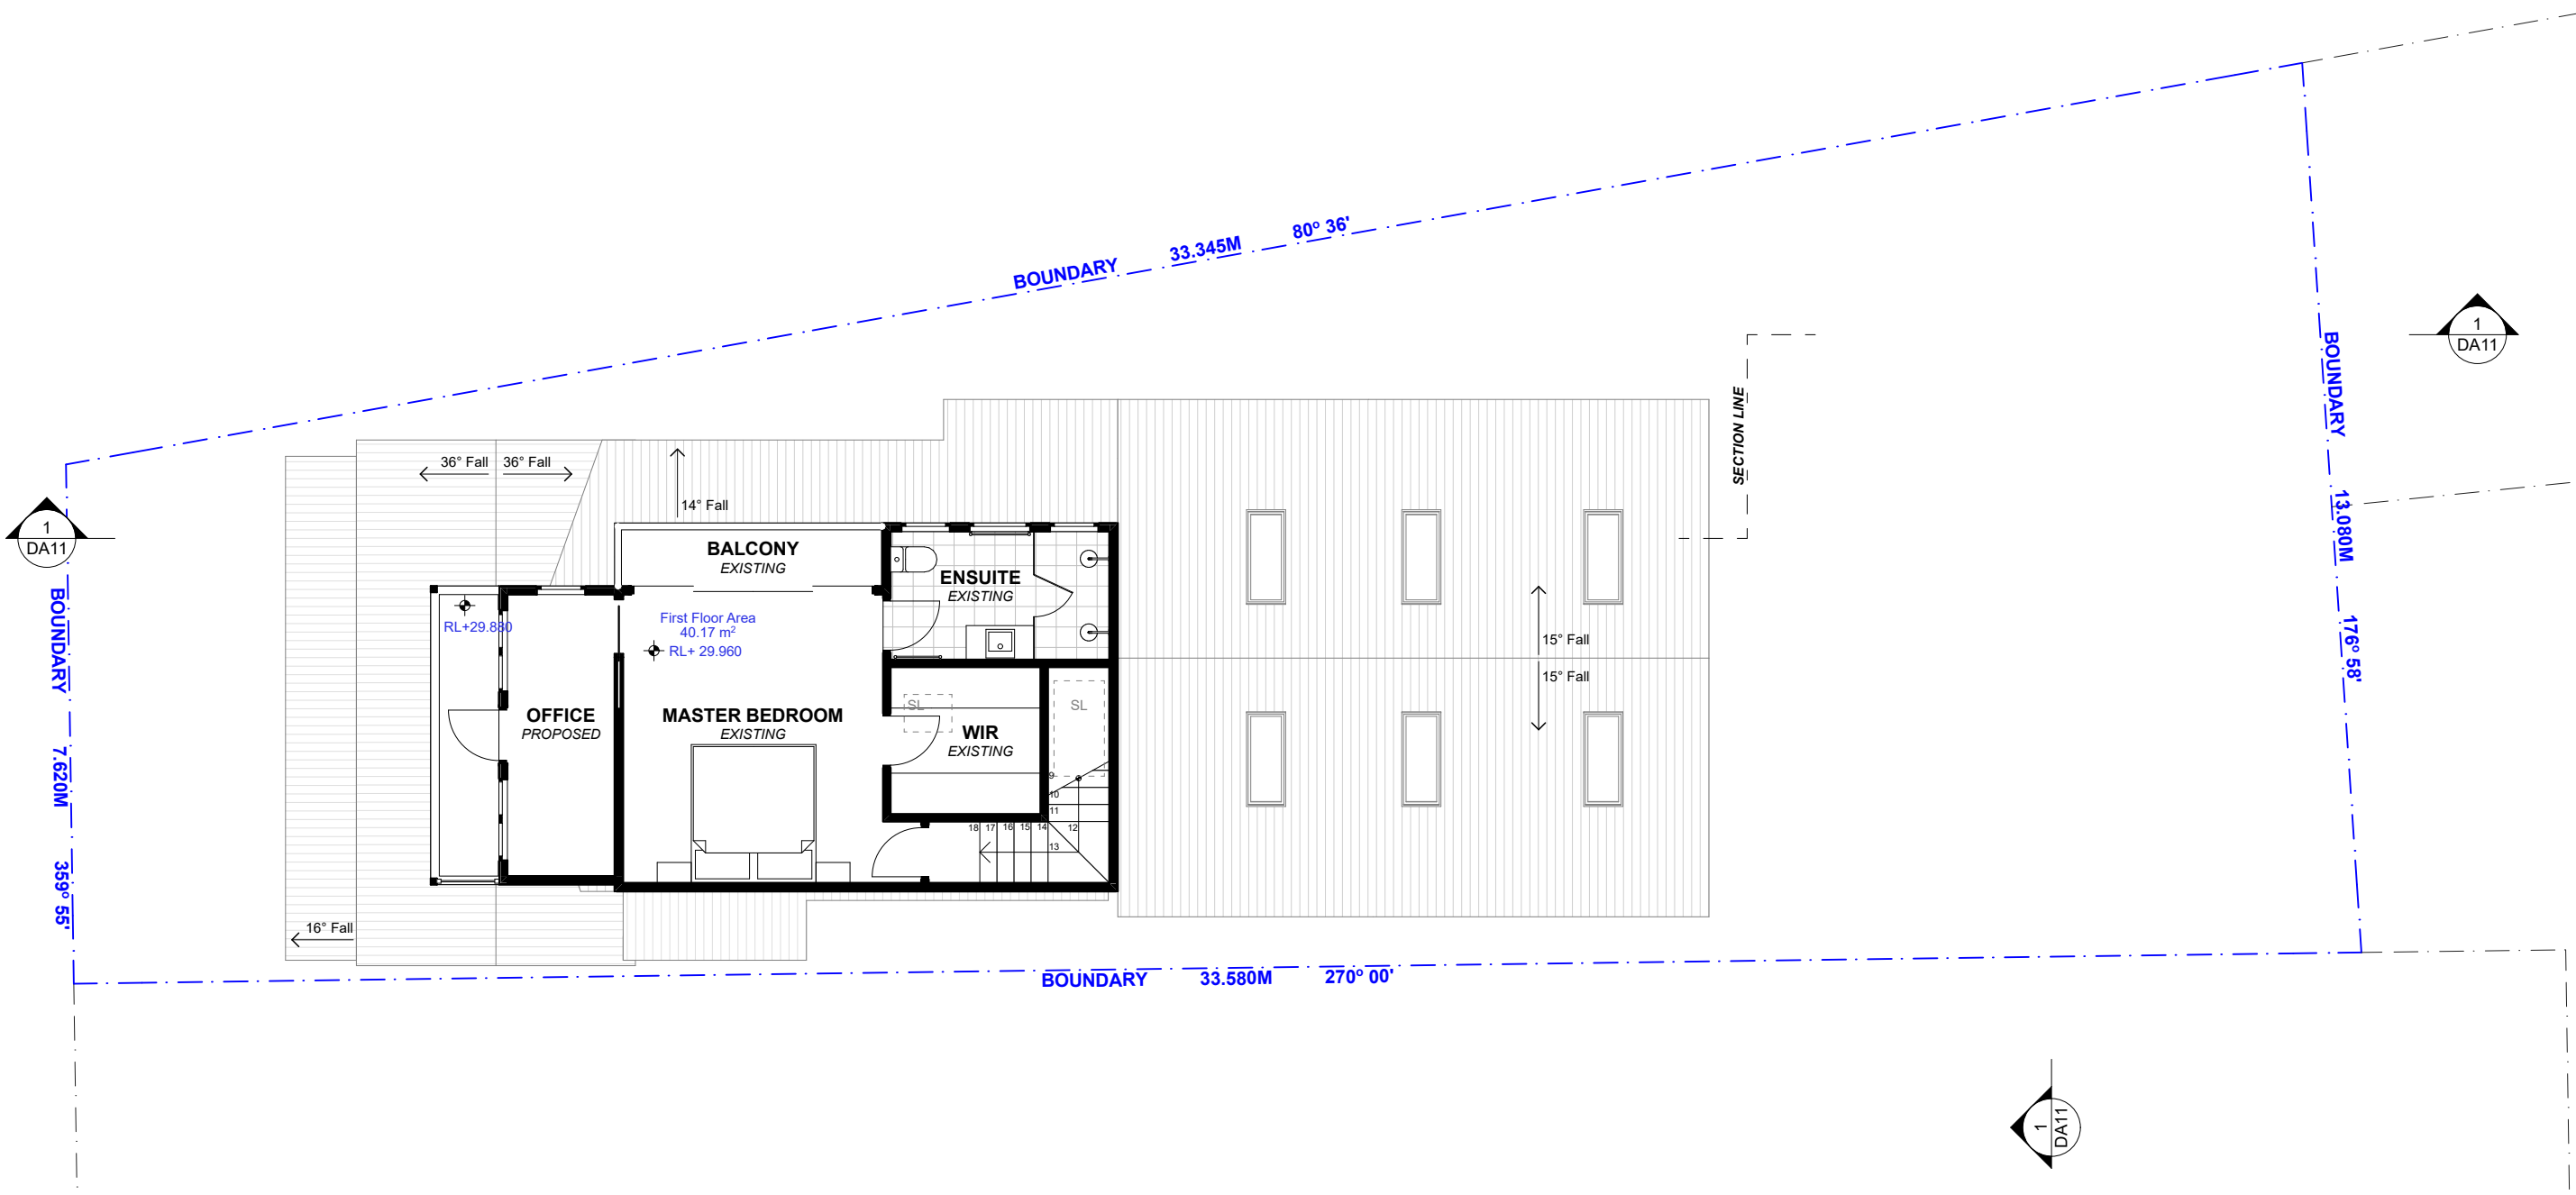 BOUNDARY 33.345M 80° 36'
1
DA11
BOUNDARY 13.080M 176° 58'
SECTION LINE
36° Fall 36° Fall
14° Fall
1
DA11
BOUNDARY 7.620M 359° 55'
BALCONY
EXISTING
ENSUITE
EXISTING
RL+29.880
First Floor Area
40.17 m²
RL+ 29.960
15° Fall
15° Fall
OFFICE
PROPOSED
MASTER BEDROOM
EXISTING
SL
WIR
EXISTING
SL
9
10
11
12
13
14
15
16
17
18
16° Fall
BOUNDARY 33.580M 270° 00'
1
DA11